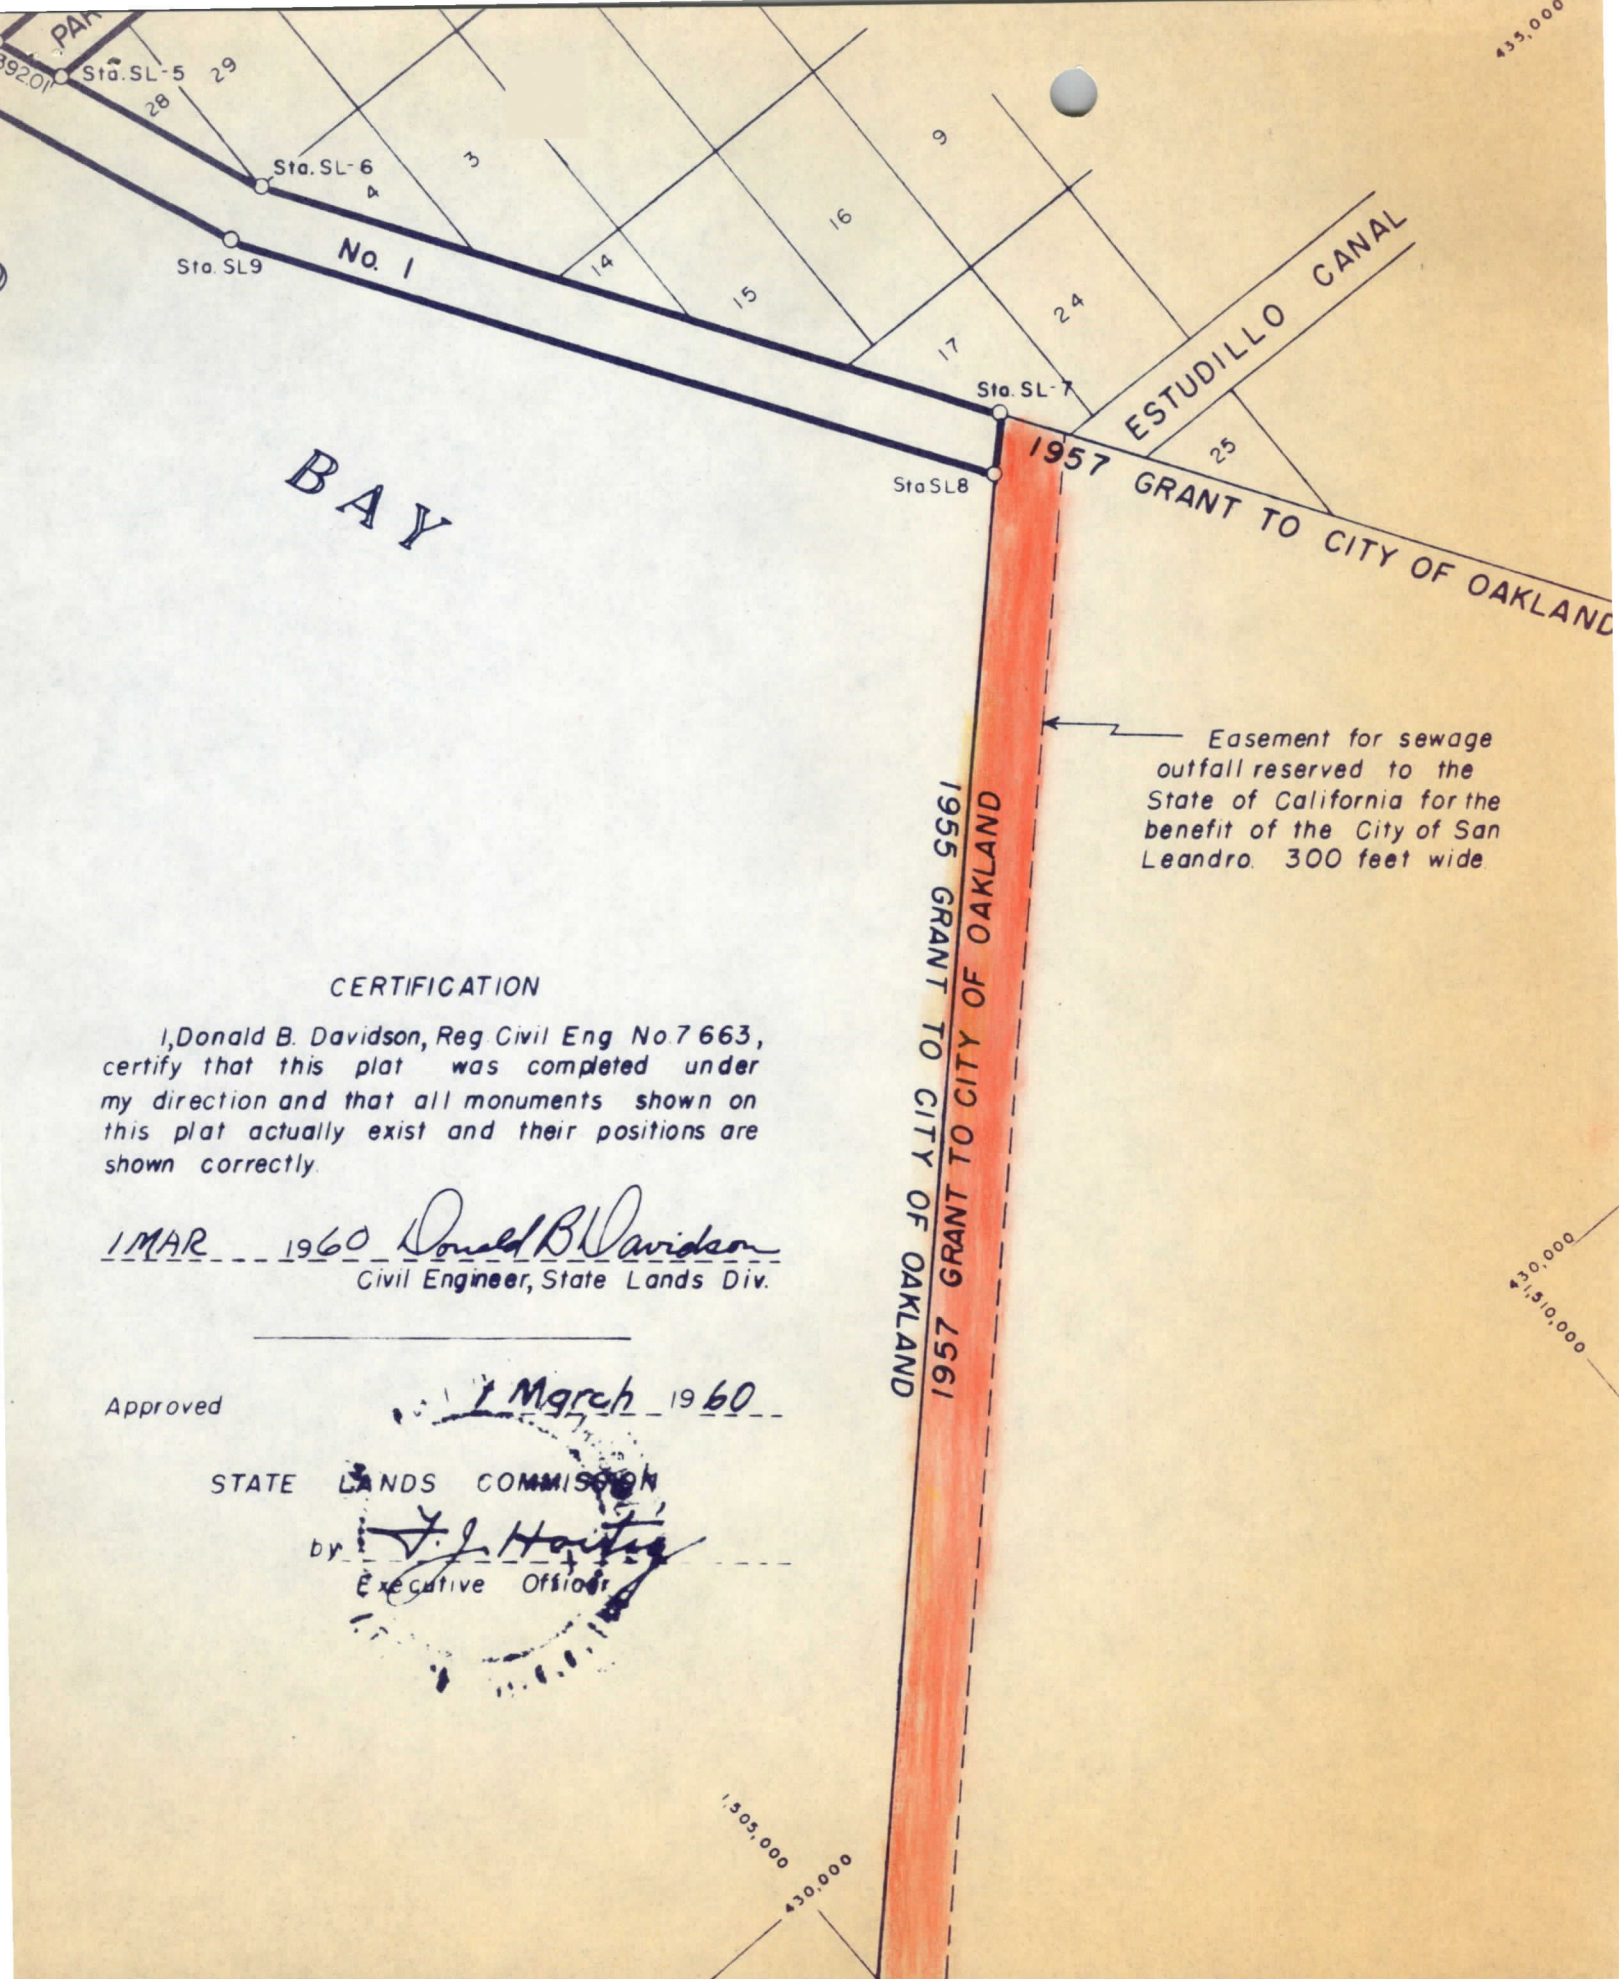 PAR
392.01'
Sta. SL-5
29
28
Sta. SL-6
4
3
9
16
14
15
24
17
25
Sta. SL9
No. 1
Sta. SL-7
Sta SL8
ESTUDILLO CANAL
435,000
1957 GRANT TO CITY OF OAKLAND
BAY
Easement for sewage
outfall reserved to the
State of California for the
benefit of the City of San
Leandro. 300 feet wide.
1955 GRANT TO CITY OF OAKLAND
1957 GRANT TO CITY OF OAKLAND
CERTIFICATION
I, Donald B. Davidson, Reg. Civil Eng No. 7663,
certify that this plat was completed under
my direction and that all monuments shown on
this plat actually exist and their positions are
shown correctly.
1 MAR 1960 Donald B Davidson
Civil Engineer, State Lands Div.
Approved 1 March 1960
STATE LANDS COMMISSION
by F. J. Hortig
Executive Officer
430,000
1,510,000
1,505,000
430,000